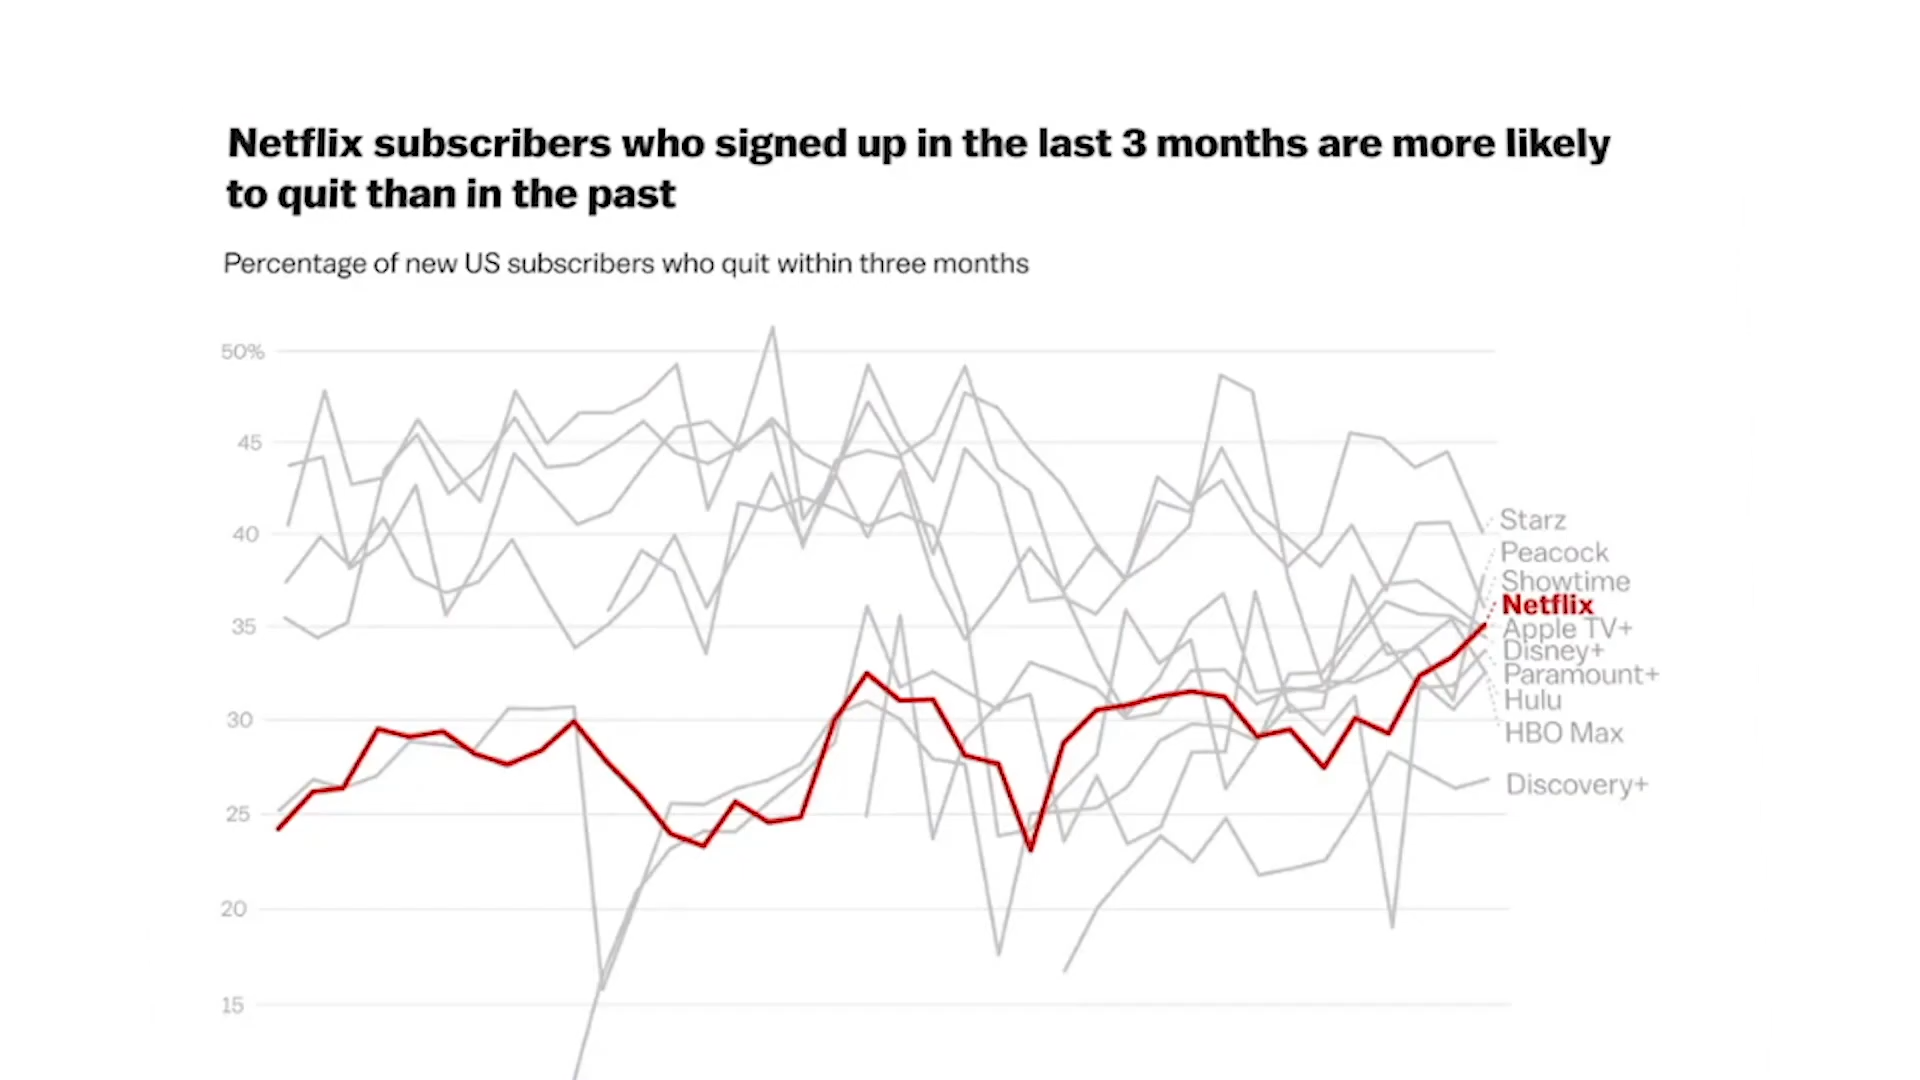 Netflix subscribers who signed up in the last 3 months are more likely
to quit than in the past
Percentage of new US subscribers who quit within three months
50%
45
40
35
30
25
20
15
Starz
Peacock
Showtime
Netflix
Apple TV+
Disney+
Paramount+
Hulu
HBO Max
Discovery+